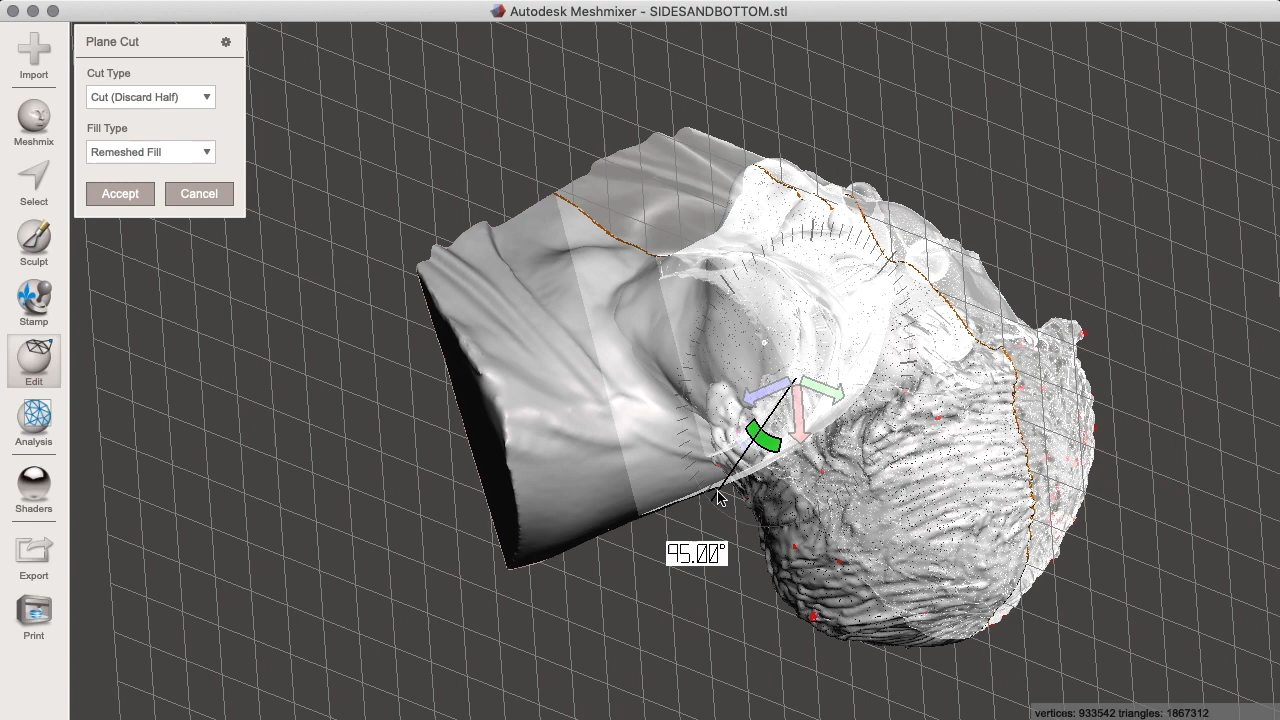 Autodesk Meshmixer - SIDESANDBOTTOM.stl
Plane Cut
Cut Type
Cut (Discard Half)
Fill Type
Remeshed Fill
Accept
Cancel
Import
Meshmix
Select
Sculpt
Stamp
Edit
Analysis
Shaders
Export
Print
95.00°
vertices: 933542 triangles: 1867312